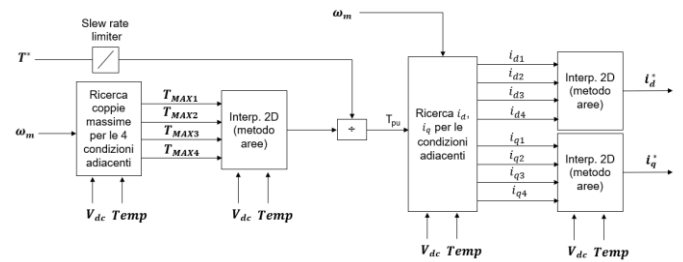 Slew rate
limiter
T*
ω_m
Ricerca
coppie
massime
per le 4
condizioni
adiacenti
T_MAX1
T_MAX2
T_MAX3
T_MAX4
V_dc Temp
Interp. 2D
(metodo
aree)
V_dc Temp
÷
T_pu
ω_m
Ricerca i_d,
i_q per le
condizioni
adiacenti
V_dc Temp
i_d1
i_d2
i_d3
i_d4
i_q1
i_q2
i_q3
i_q4
Interp. 2D
(metodo
aree)
i_d*
Interp. 2D
(metodo
aree)
i_q*
V_dc Temp